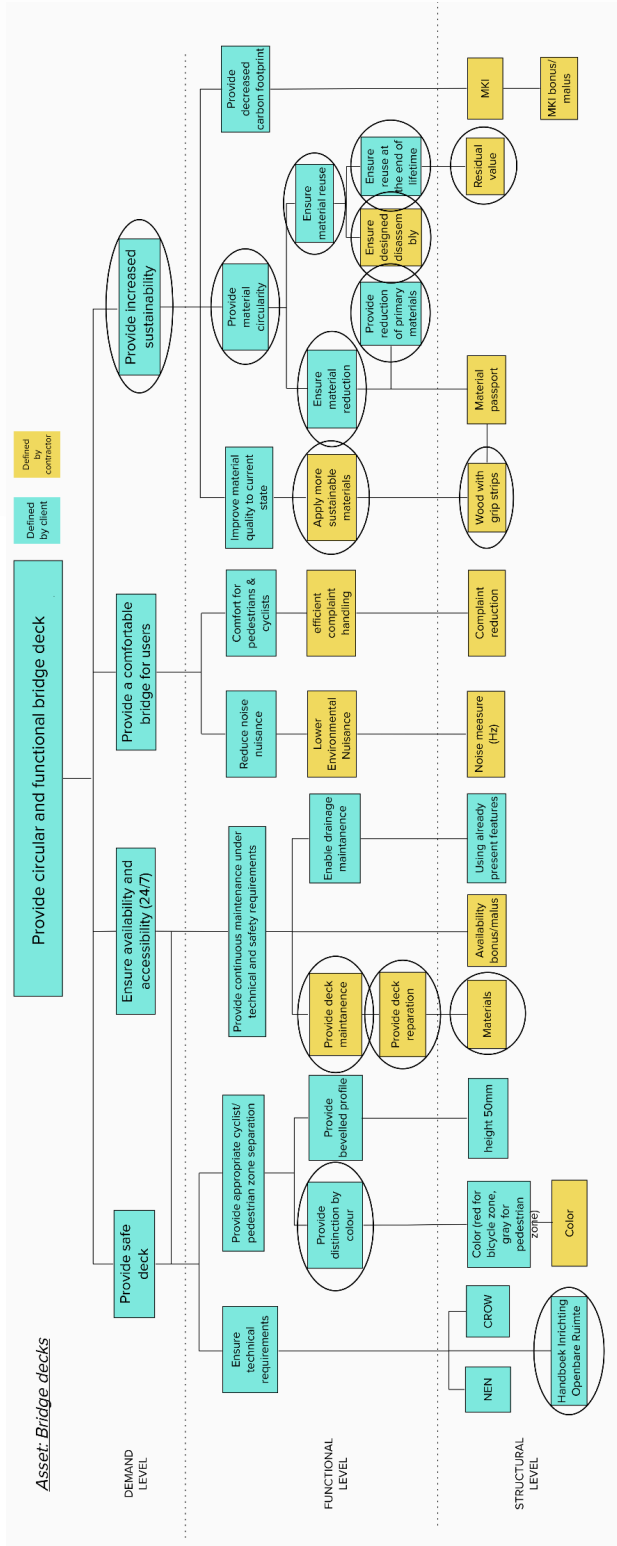 Asset: Bridge decks
Provide circular and functional bridge deck
Defined
by client
Defined
by
contractor
DEMAND
LEVEL
Provide safe
deck
Ensure availability and
accessibility (24/7)
Provide a comfortable
bridge for users
Provide increased
sustainability
FUNCTIONAL
LEVEL
Ensure
technical
requirements
Provide appropriate cyclist/
pedestrian zone separation
Provide continuous maintenance under
technical and safety requirements
Reduce noise
nuisance
Comfort for
pedestrians &
cyclists
Improve material
quality to current
state
Provide
material
circularity
Provide
decreased
carbon footprint
Provide
distinction by
colour
Provide
bevelled profile
Provide deck
maintanence
Provide deck
reparation
Enable drainage
maintanence
Lower
Environmental
Nuisance
efficient
complaint
handling
Apply more
sustainable
materials
Ensure
material
reduction
Ensure
material reuse
Provide
reduction
of primary
materials
Ensure
designed
disassem
bly
Ensure
reuse at
the end of
lifetime
STRUCTURAL
LEVEL
NEN
CROW
Handboek Inrichting
Openbare Ruimte
Color (red for
bicycle zone,
gray for
pedestrian
zone)
Color
height 50mm
Materials
Availability
bonus/malus
Using already
present features
Noise measure
(Hz)
Complaint
reduction
Wood with
grip strips
Material
passport
Residual
value
MKI
MKI bonus/
malus